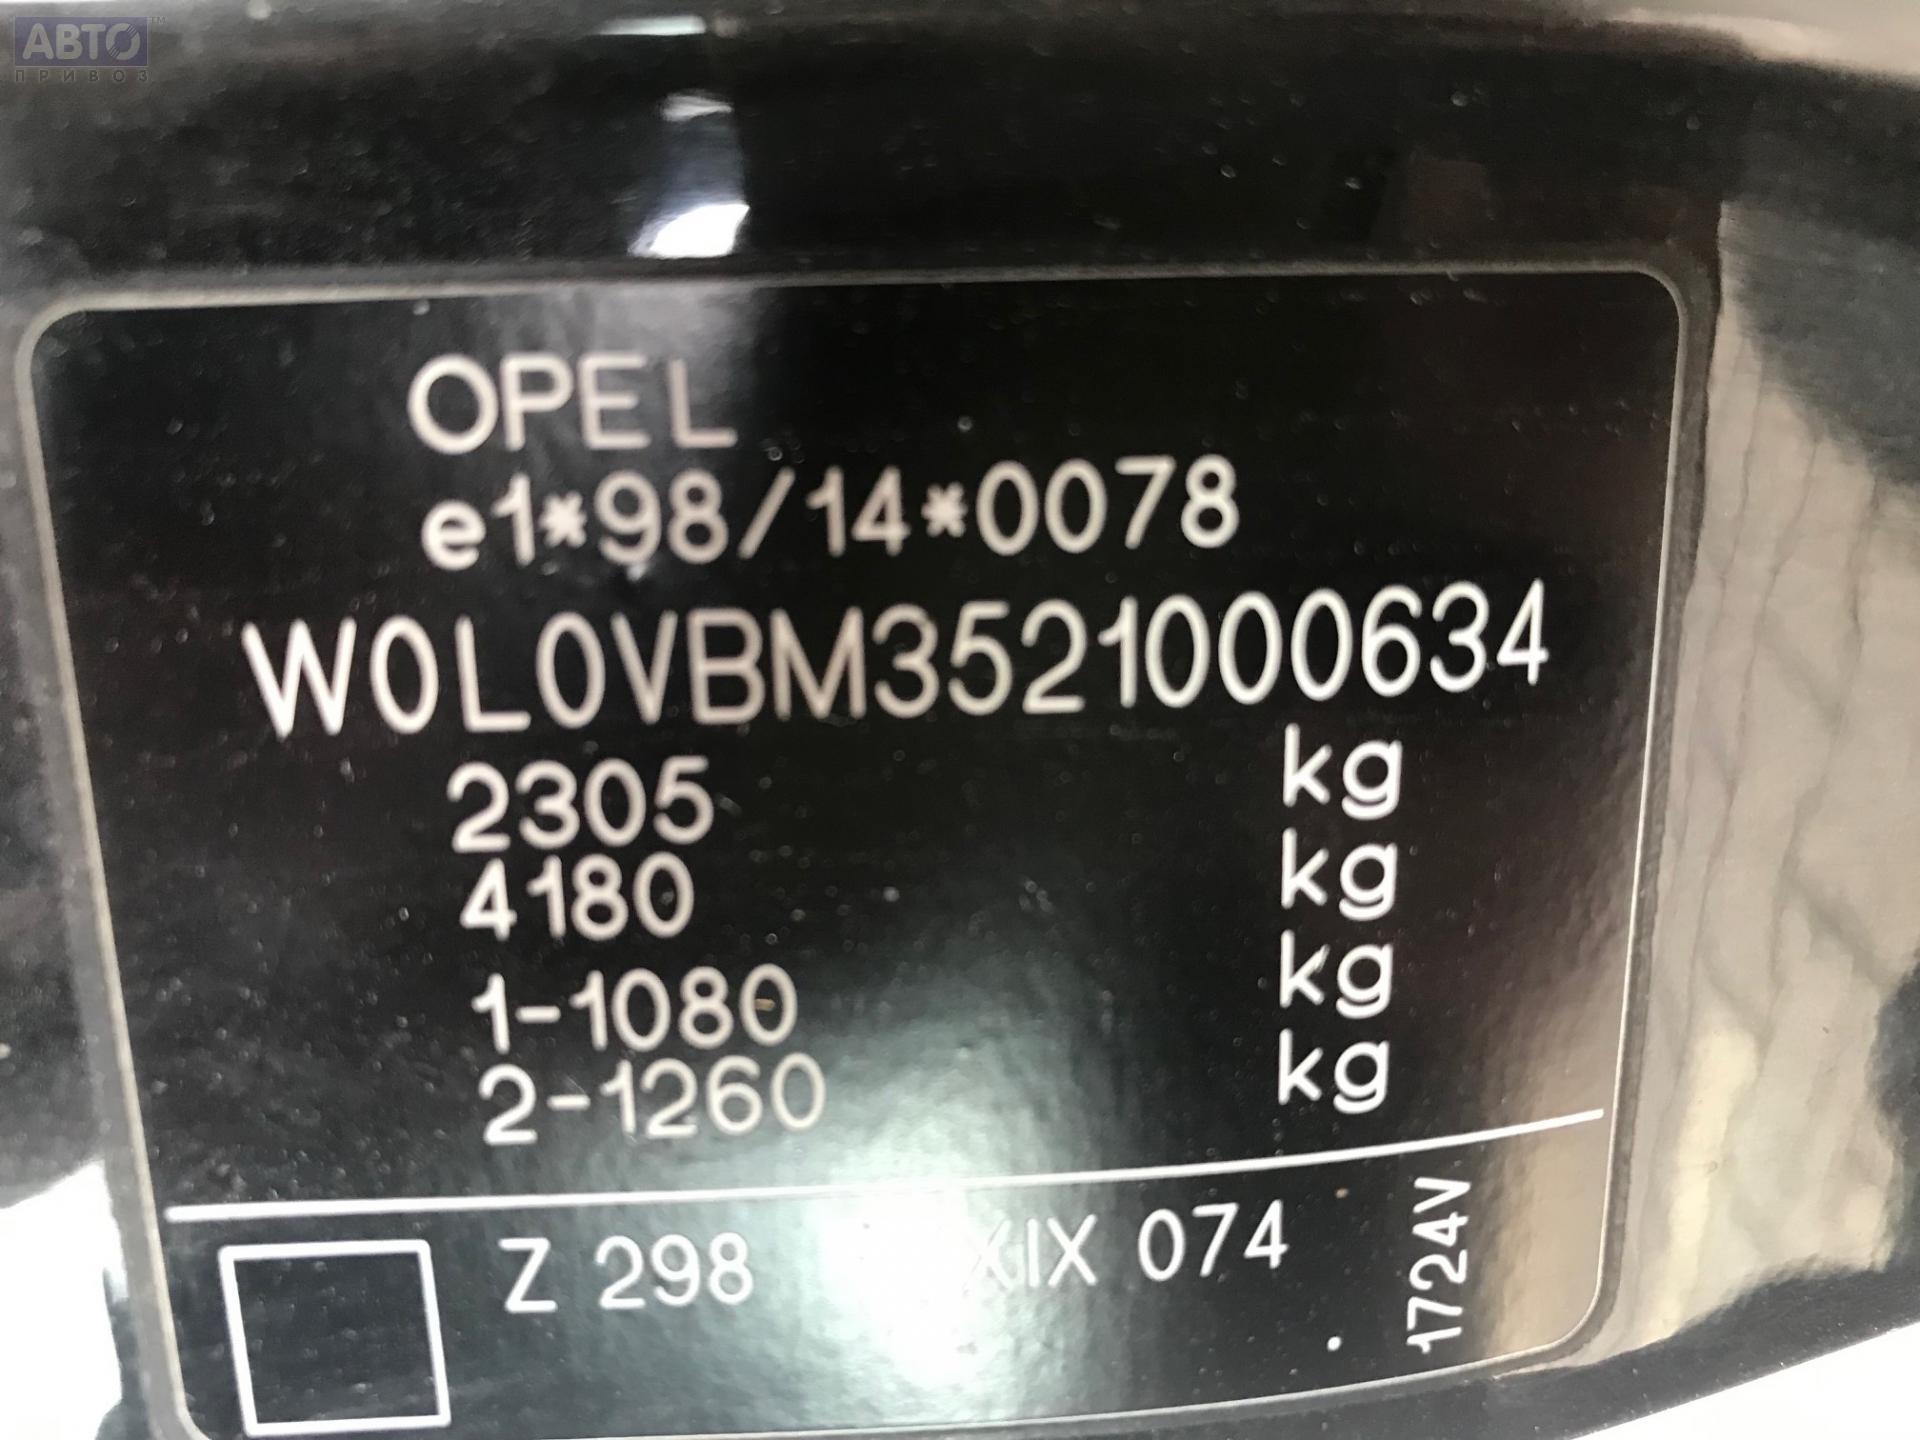 АВТО™
ПРИВОЗ
OPEL
e1*98/14*0078
W0L0VBM3521000634
2305 kg
4180 kg
1-1080 kg
2-1260 kg
Z 298 XIX 074
1724V